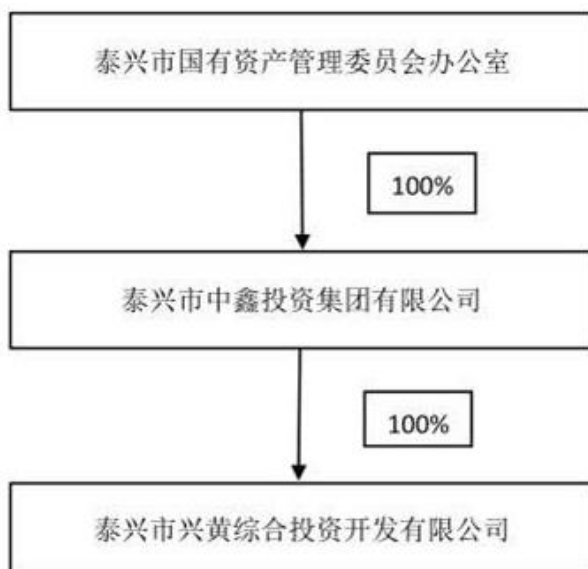 泰兴市国有资产管理委员会办公室
100%
泰兴市中鑫投资集团有限公司
100%
泰兴市兴黄综合投资开发有限公司